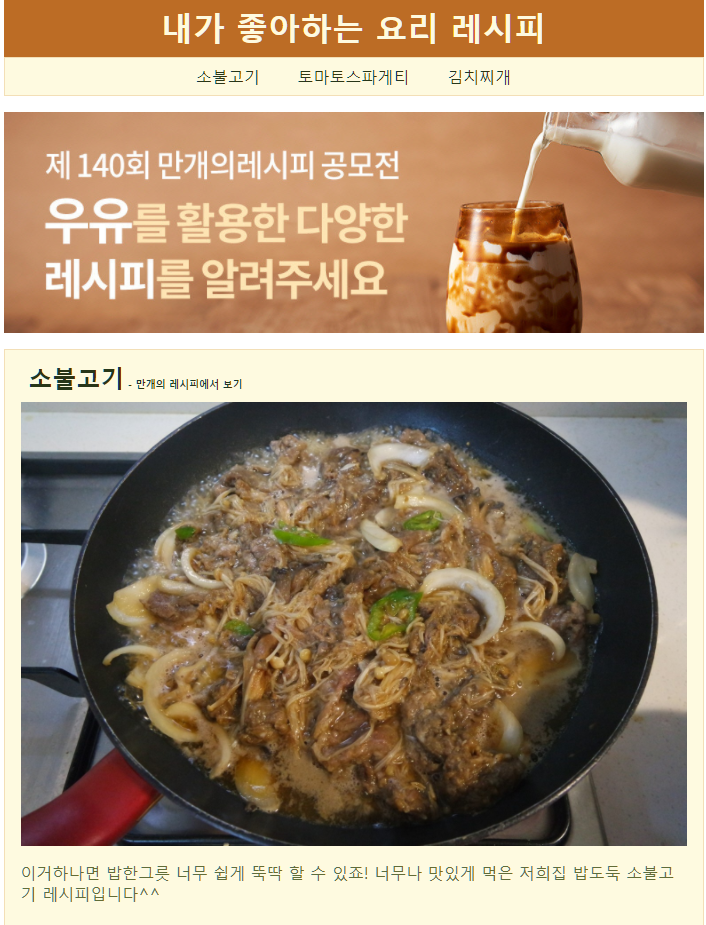 내가 좋아하는 요리 레시피
소불고기 토마토스파게티 김치찌개
제 140회 만개의레시피 공모전
우유를 활용한 다양한
레시피를 알려주세요
소불고기 - 만개의 레시피에서 보기
이거하나면 밥한그릇 너무 쉽게 뚝딱 할 수 있죠! 너무나 맛있게 먹은 저희집 밥도둑 소불고
기 레시피입니다^^